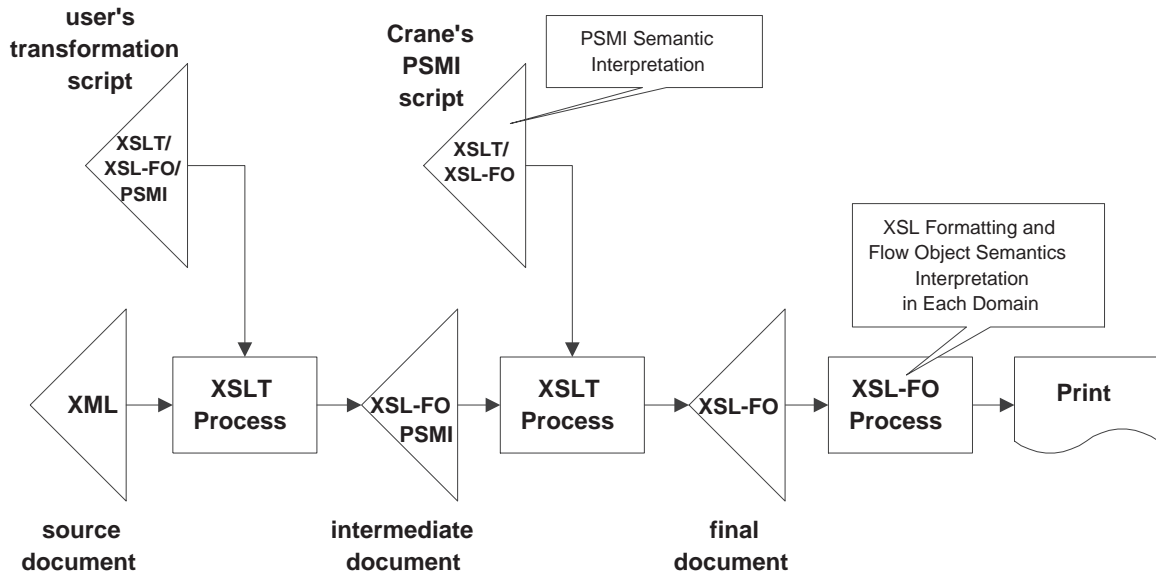 user's
transformation
script
Crane's
PSMI
script
PSMI Semantic
Interpretation
XSLT/
XSL-FO/
PSMI
XSLT/
XSL-FO
XSL Formatting and
Flow Object Semantics
Interpretation
in Each Domain
XML
XSLT
Process
XSL-FO
PSMI
XSLT
Process
XSL-FO
XSL-FO
Process
Print
source
document
intermediate
document
final
document